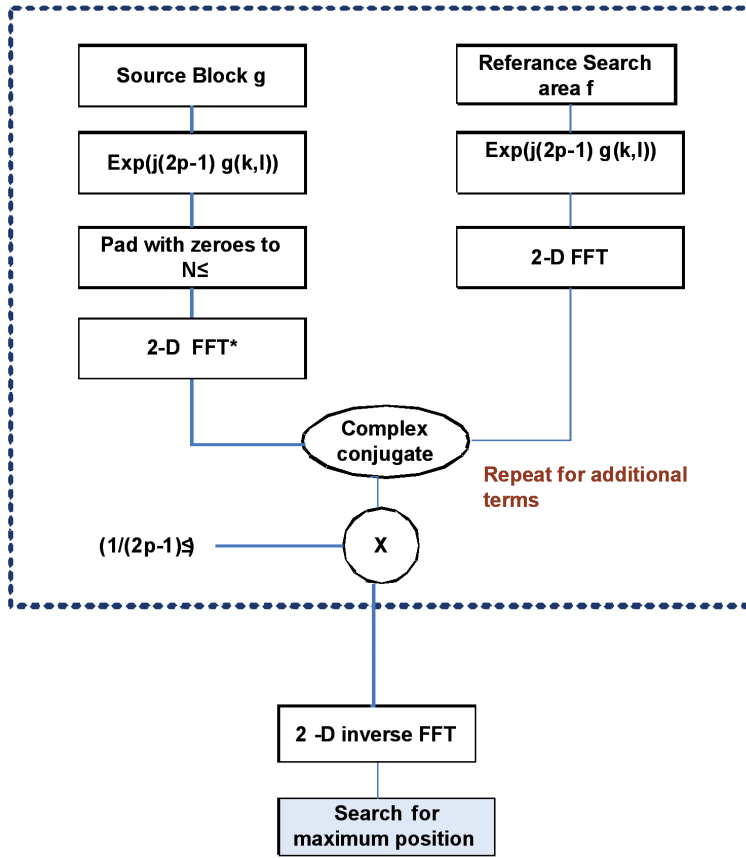 Source Block g
Referance Search
area f
Exp(j(2p-1) g(k,l))
Exp(j(2p-1) g(k,l))
Pad with zeroes to
N≤
2-D FFT
2-D FFT*
Complex
conjugate
Repeat for additional
terms
(1/(2p-1)≤)
X
2 -D inverse FFT
Search for
maximum position